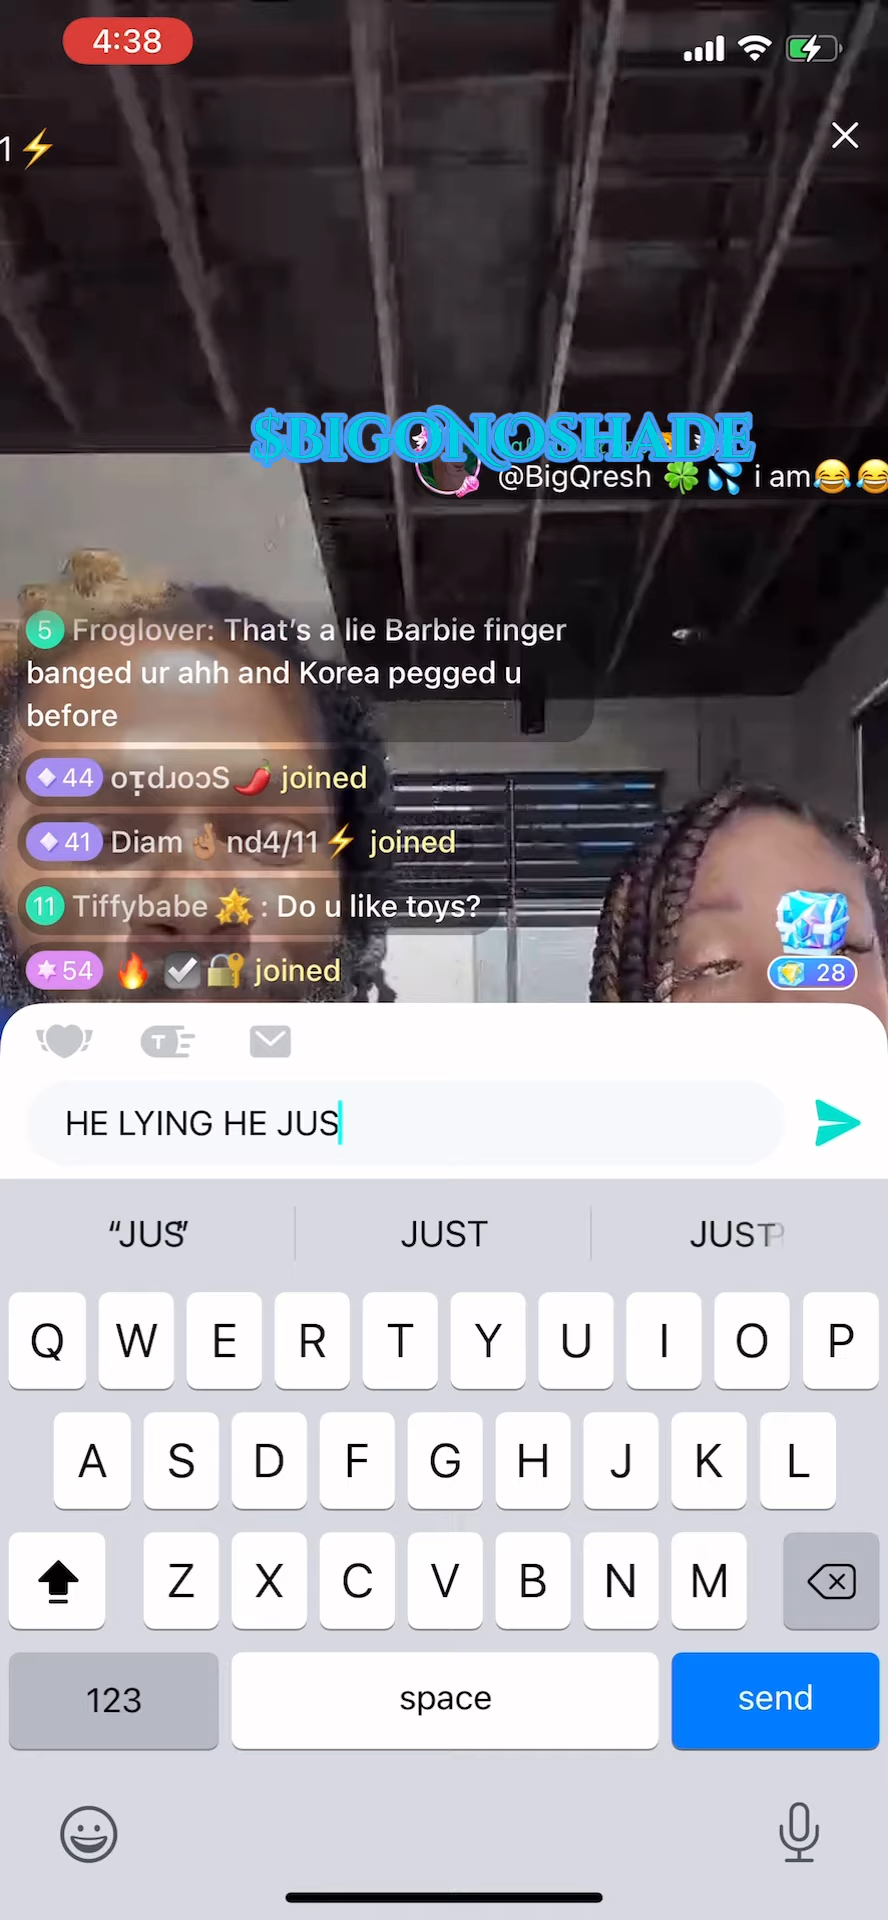 4:38
1⚡
$BIGONOSHADE
@BigQresh 🍀💦 i am😂😂
5 Froglover: That's a lie Barbie finger
banged ur ahh and Korea pegged u
before
44 oT̩dɹoɔS🌶️ joined
41 Diam🤞🏽nd4/11⚡ joined
11 Tiffybabe🌟: Do u like toys?
54 🔥✔️🔐 joined
28
HE LYING HE JUS
"JUS"
JUST
Q W E R T Y U I O P
A S D F G H J K L
Z X C V B N M
123 space send